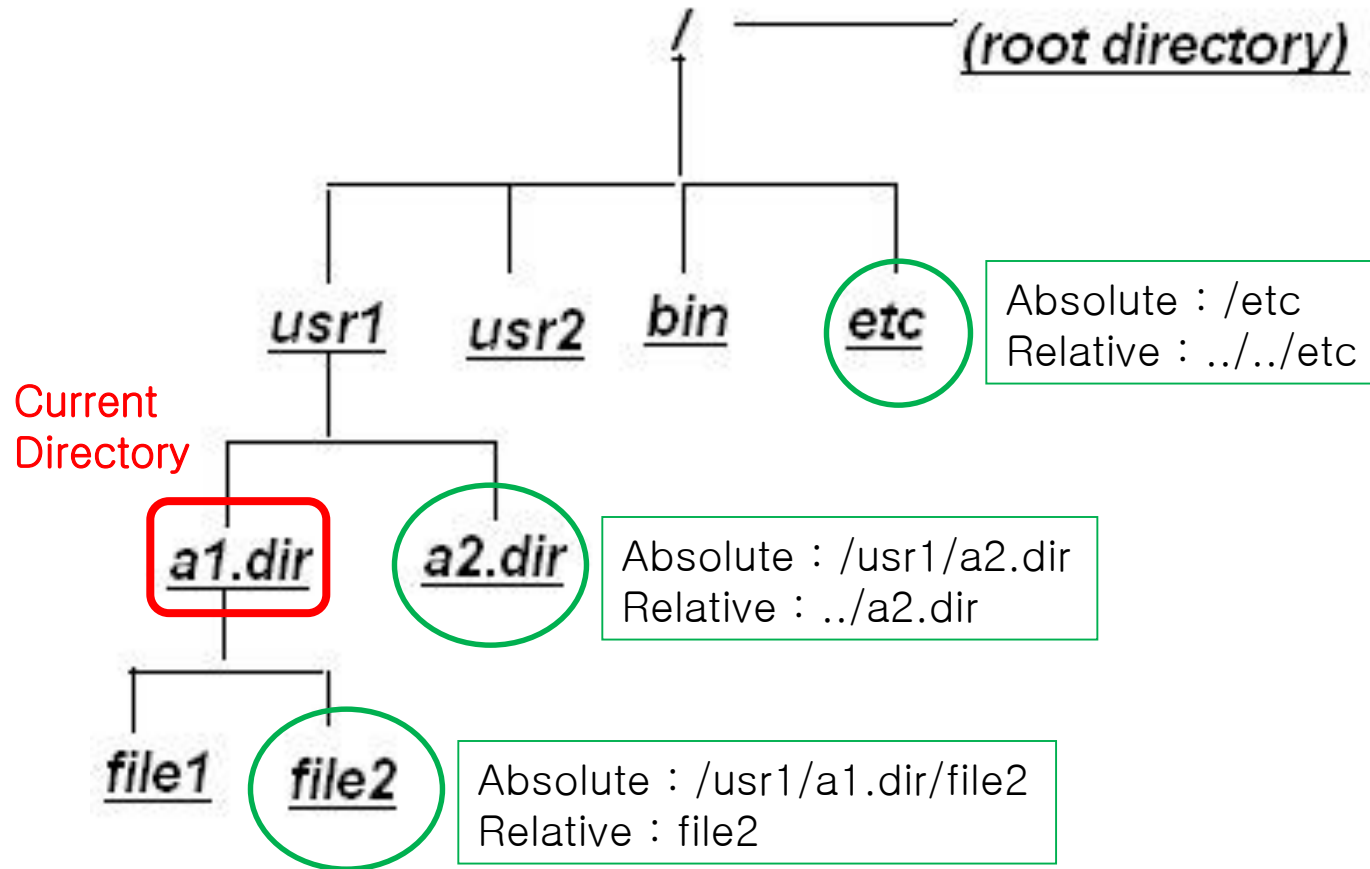 /
(root directory)
usr1
usr2
bin
etc
Absolute : /etc
Relative : ../../etc
Current
Directory
a1.dir
a2.dir
Absolute : /usr1/a2.dir
Relative : ../a2.dir
file1
file2
Absolute : /usr1/a1.dir/file2
Relative : file2